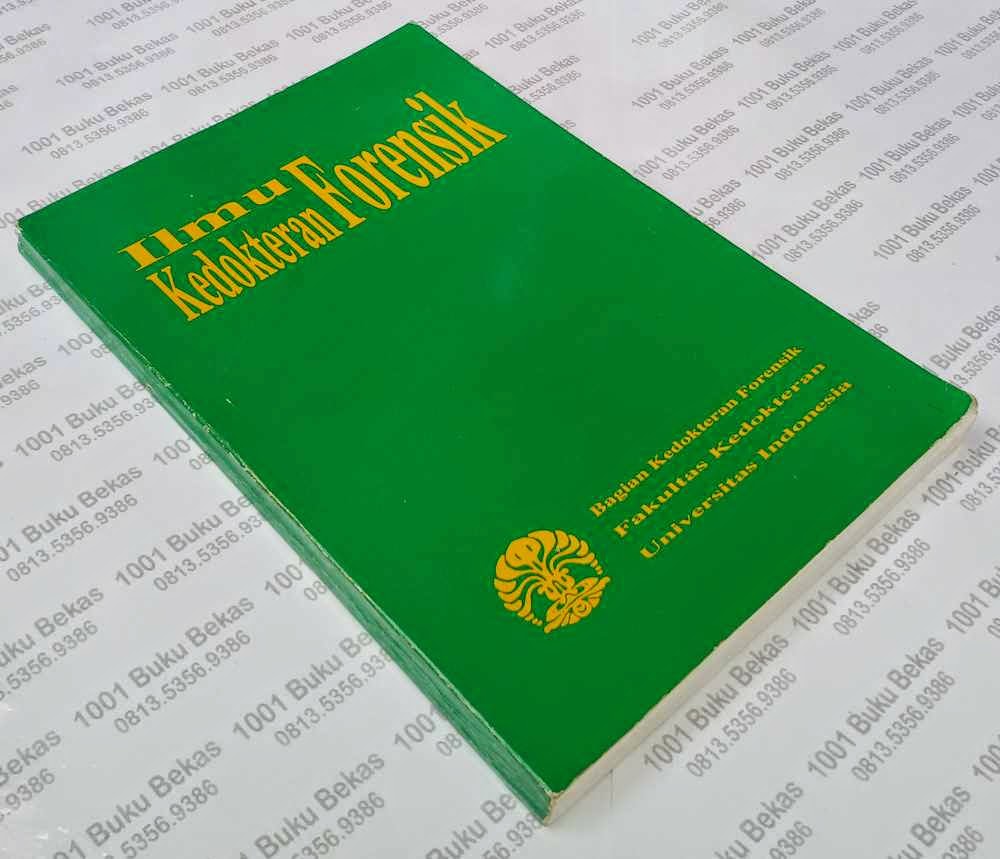 Ilmu
Kedokteran Forensik
Bagian Kedokteran Forensik
Fakultas Kedokteran
Universitas Indonesia
1001 Buku Bekas
0813.5356.9386